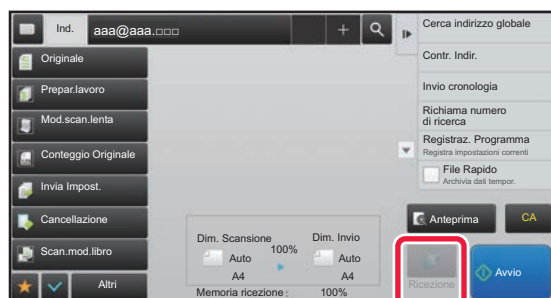 Ind.
aaa@aaa.□□□
+
Originale
Prepar.lavoro
Mod.scan.lenta
Conteggio Originale
Invia Impost.
Cancellazione
Scan.mod.libro
Altri
Dim. Scansione
100%
Dim. Invio
Auto
A4
Auto
A4
Memoria ricezione :
100%
Cerca indirizzo globale
Contr. Indir.
Invio cronologia
Richiama numero
di ricerca
Registraz. Programma
Registra impostazioni correnti
File Rapido
Archivia dati tempor.
Anteprima
CA
Ricezione
Avvio